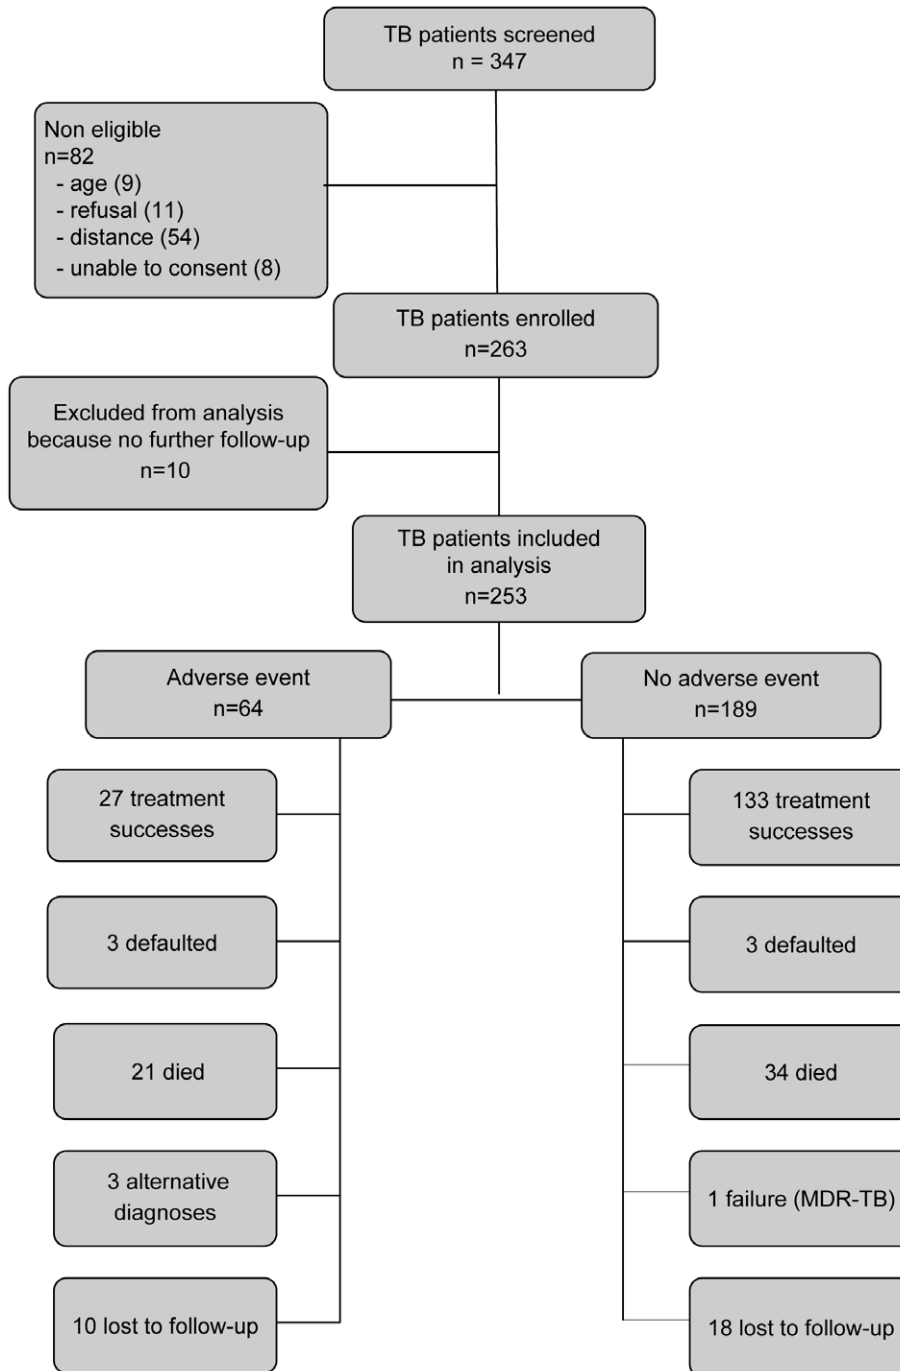 TB patients screened
n = 347
Non eligible
n=82
- age (9)
- refusal (11)
- distance (54)
- unable to consent (8)
TB patients enrolled
n=263
Excluded from analysis
because no further follow-up
n=10
TB patients included
in analysis
n=253
Adverse event
n=64
No adverse event
n=189
27 treatment
successes
133 treatment
successes
3 defaulted
3 defaulted
21 died
34 died
3 alternative
diagnoses
1 failure (MDR-TB)
10 lost to follow-up
18 lost to follow-up